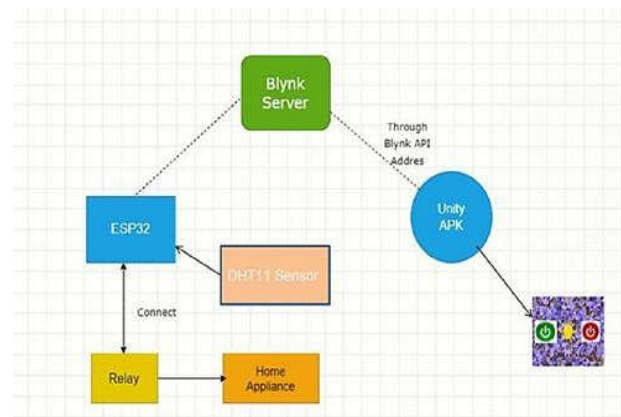 Blynk
Server
Through
Blynk API
Addres
Unity
APK
ESP32
DHT11 Sensor
Connect
Relay
Home
Appliance